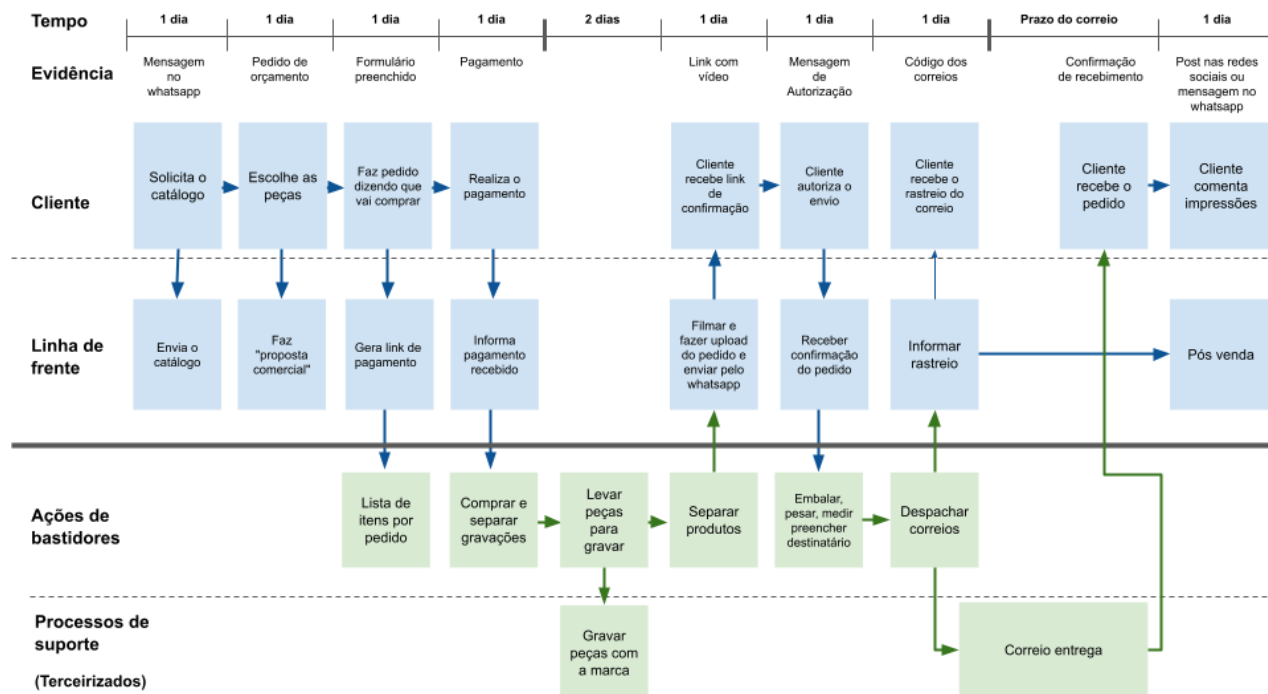 Tempo
1 dia
1 dia
1 dia
1 dia
2 dias
1 dia
1 dia
1 dia
Prazo do correio
1 dia
Evidência
Mensagem
no
whatsapp
Pedido de
orçamento
Formulário
preenchido
Pagamento
Link com
vídeo
Mensagem
de
Autorização
Código dos
correios
Confirmação
de recebimento
Post nas redes
sociais ou
mensagem no
whatsapp
Cliente
Solicita o
catálogo
Escolhe as
peças
Faz pedido
dizendo que
vai comprar
Realiza o
pagamento
Cliente
recebe link
de
confirmação
Cliente
autoriza o
envio
Cliente
recebe o
rastreio do
correio
Cliente
recebe o
pedido
Cliente
comenta
impressões
Linha de
frente
Envia o
catálogo
Faz
"proposta
comercial"
Gera link de
pagamento
Informa
pagamento
recebido
Filmar e
fazer upload
do pedido e
enviar pelo
whatsapp
Receber
confirmação
do pedido
Informar
rastreio
Pós venda
Ações de
bastidores
Lista de
itens por
pedido
Comprar e
separar
gravações
Levar
peças para
gravar
Separar
produtos
Embalar,
pesar, medir
preencher
destinatário
Despachar
correios
Processos de
suporte
(Terceirizados)
Gravar
peças com
a marca
Correio entrega